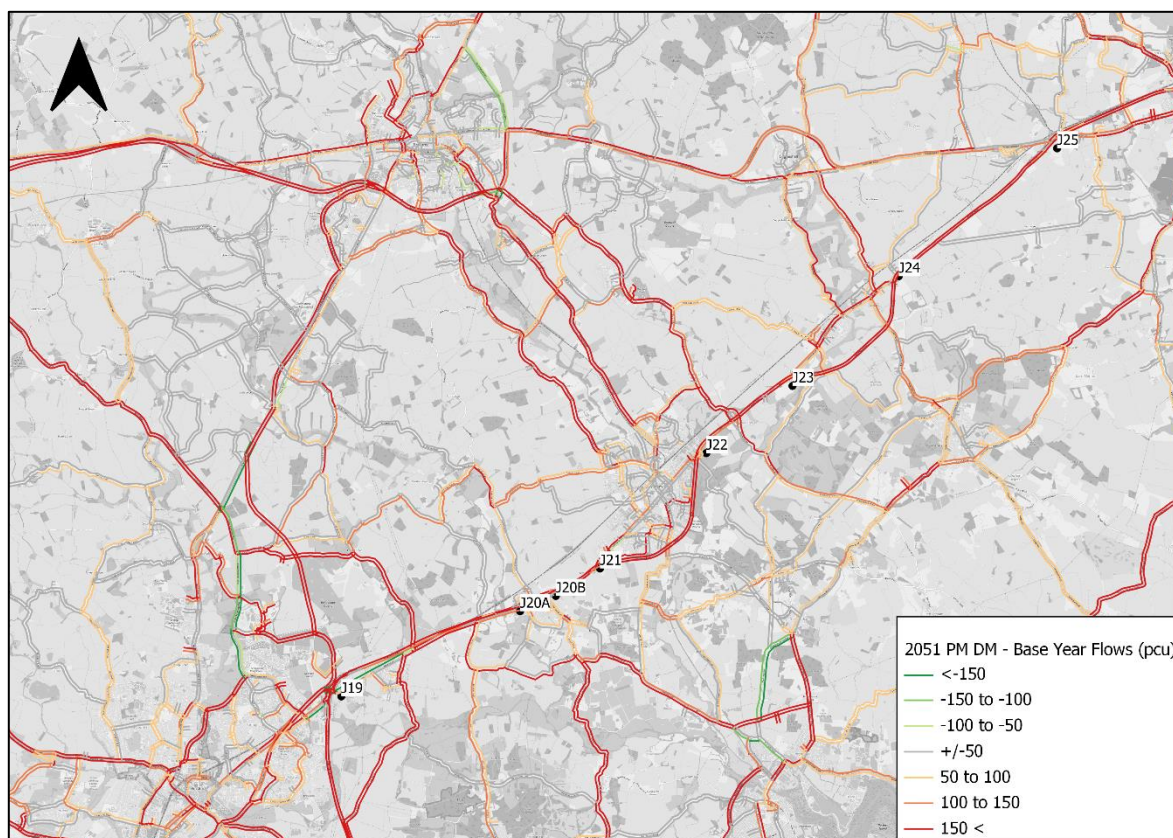 J25
J24
J23
J22
J21
J20B
J20A
J19
2051 PM DM - Base Year Flows (pcu)
<-150
-150 to -100
-100 to -50
+/-50
50 to 100
100 to 150
150 <